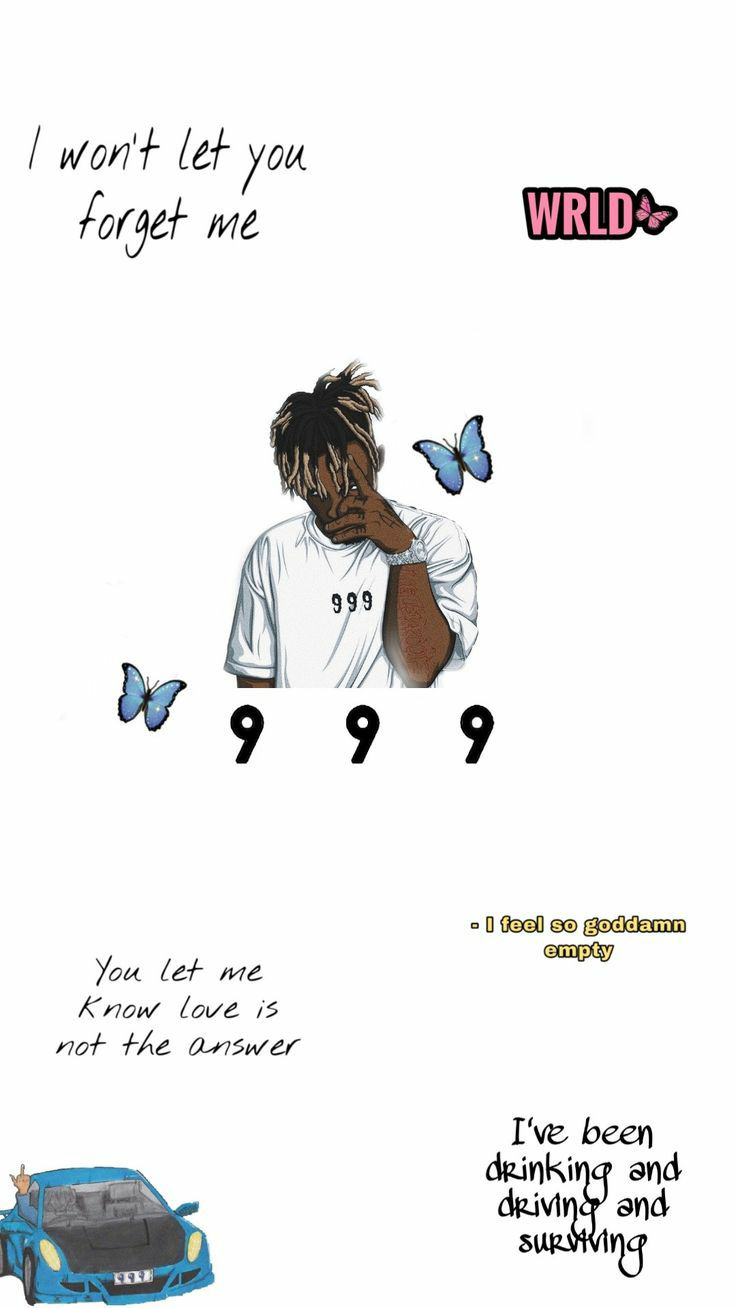 I won't let you
forget me
WRLD
999
9 9 9
- I feel so goddamn
empty
You let me
Know love is
not the answer
I've been
drinking and
driving and
surviving
999